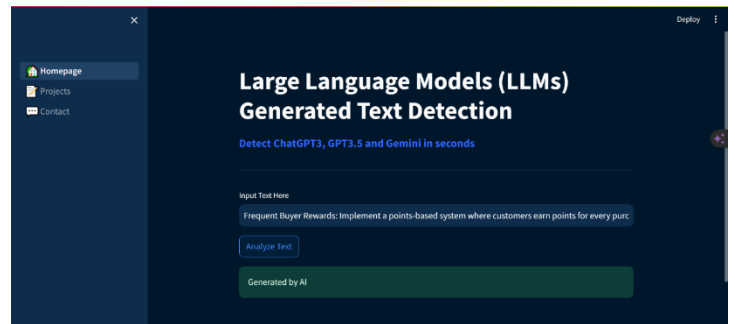 ×
Deploy
Homepage
Projects
Contact
Large Language Models (LLMs)
Generated Text Detection
Detect ChatGPT3, GPT3.5 and Gemini in seconds
Input Text Here
Frequent Buyer Rewards: Implement a points-based system where customers earn points for every purc
Analyze Text
Generated by AI